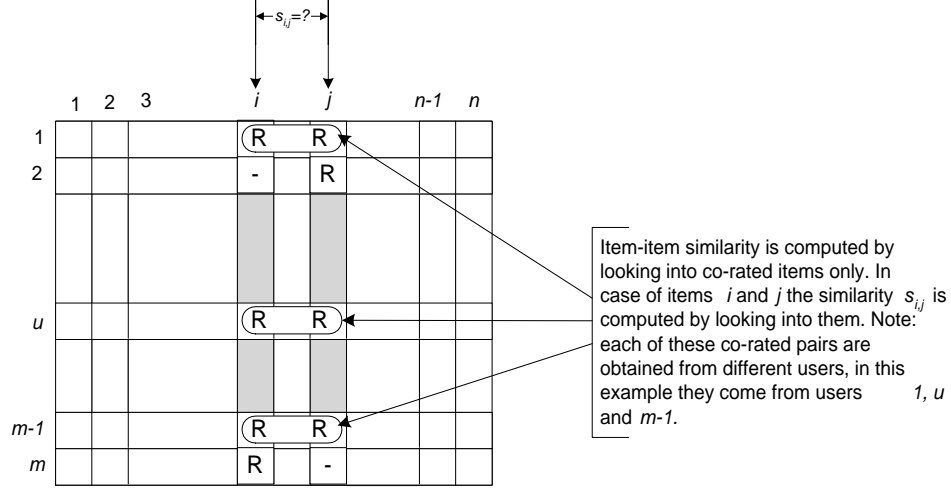 s_{i,j}=?
1 2 3 i j n-1 n
1 R R
2 - R
u R R
m-1 R R
m R -
Item-item similarity is computed by
looking into co-rated items only. In
case of items i and j the similarity s_{i,j} is
computed by looking into them. Note:
each of these co-rated pairs are
obtained from different users, in this
example they come from users 1, u
and m-1.